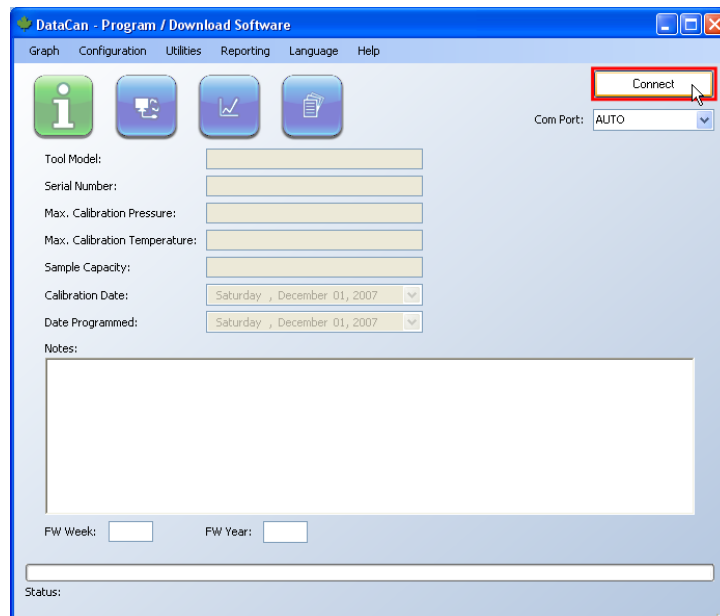 DataCan - Program / Download Software
Graph Configuration Utilities Reporting Language Help
Connect
Com Port: AUTO
Tool Model:
Serial Number:
Max. Calibration Pressure:
Max. Calibration Temperature:
Sample Capacity:
Calibration Date: Saturday , December 01, 2007
Date Programmed: Saturday , December 01, 2007
Notes:
FW Week: FW Year:
Status: